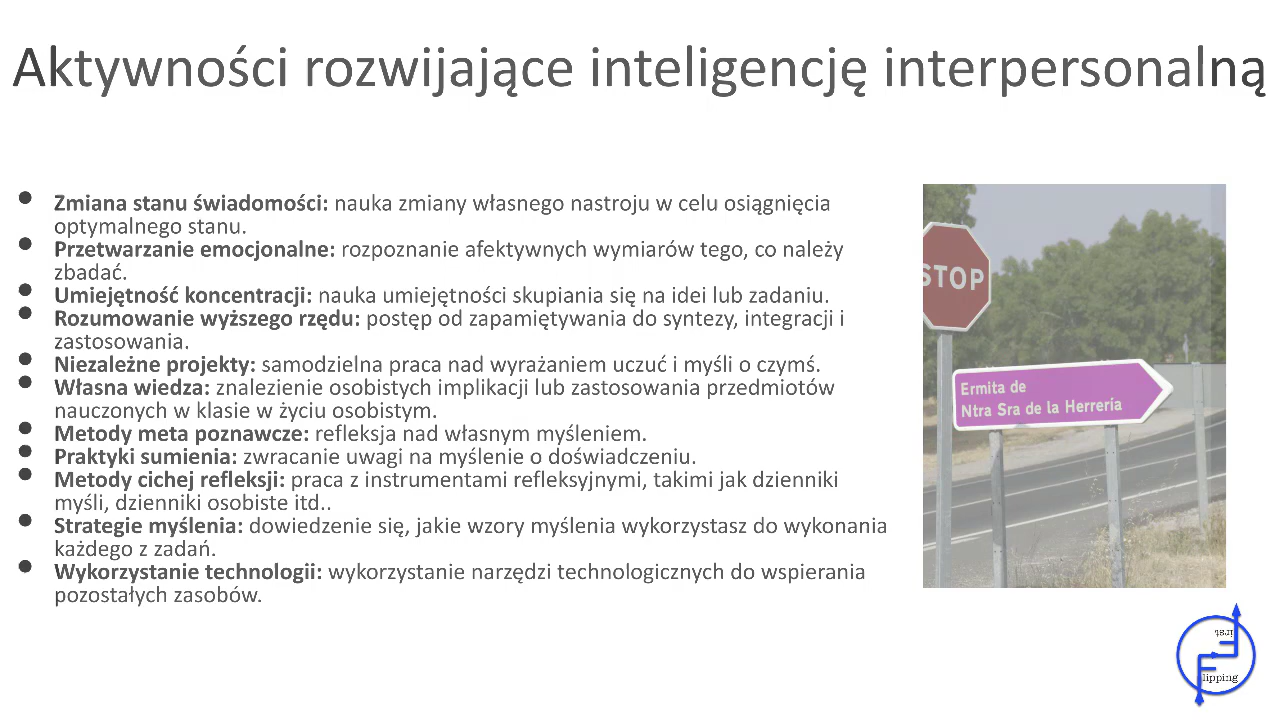 Aktywności rozwijające inteligencję interpersonalną
● Zmiana stanu świadomości: nauka zmiany własnego nastroju w celu osiągnięcia
optymalnego stanu.
● Przetwarzanie emocjonalne: rozpoznanie afektywnych wymiarów tego, co należy
zbadać.
● Umiejętność koncentracji: nauka umiejętności skupiania się na idei lub zadaniu.
● Rozumowanie wyższego rzędu: postęp od zapamiętywania do syntezy, integracji i
zastosowania.
● Niezależne projekty: samodzielna praca nad wyrażaniem uczuć i myśli o czymś.
● Własna wiedza: znalezienie osobistych implikacji lub zastosowania przedmiotów
nauczonych w klasie w życiu osobistym.
● Metody meta poznawcze: refleksja nad własnym myśleniem.
● Praktyki sumienia: zwracanie uwagi na myślenie o doświadczeniu.
● Metody cichej refleksji: praca z instrumentami refleksyjnymi, takimi jak dzienniki
myśli, dzienniki osobiste itd..
● Strategie myślenia: dowiedzenie się, jakie wzory myślenia wykorzystasz do wykonania
każdego z zadań.
● Wykorzystanie technologii: wykorzystanie narzędzi technologicznych do wspierania
pozostałych zasobów.
STOP
Ermita de
Ntra Sra de la Herrería
irst
lipping